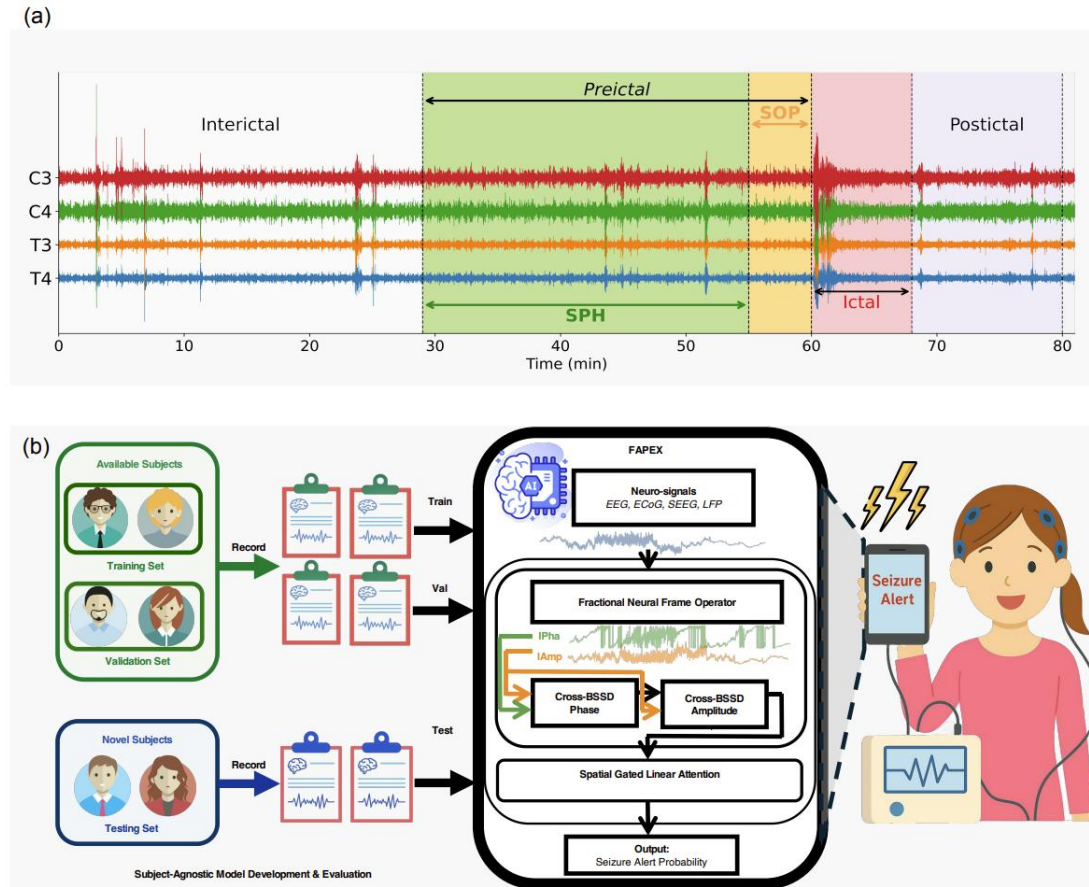 (a)
Preictal
SOP
Interictal
Postictal
C3
C4
T3
T4
SPH
Ictal
0 10 20 30 40 50 60 70 80
Time (min)
(b)
Available Subjects
Training Set
Validation Set
Record
Train
Val
Novel Subjects
Testing Set
Record
Test
Subject-Agnostic Model Development & Evaluation
FAPEX
AI
Neuro-signals
EEG, ECoG, SEEG, LFP
Fractional Neural Frame Operator
IPha
IAmp
Cross-BSSD
Phase
Cross-BSSD
Amplitude
Spatial Gated Linear Attention
Output:
Seizure Alert Probability
Seizure
Alert